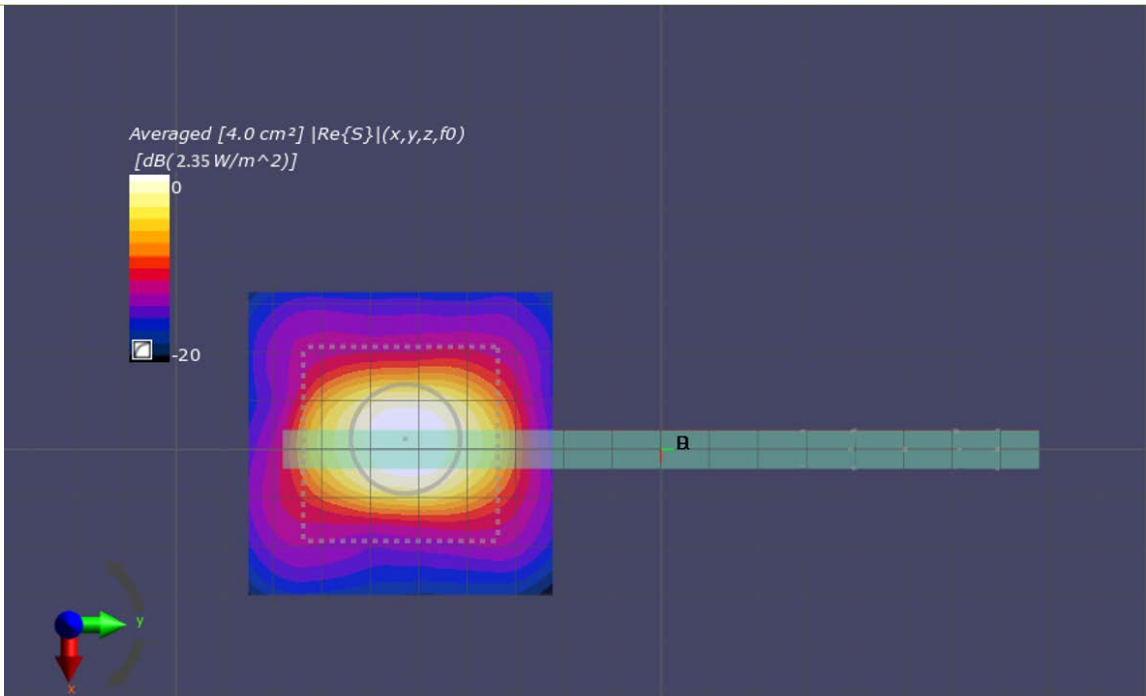 Averaged [4.0 cm²] |Re{S}|(x,y,z,f0)
[dB( 2.35 W/m^2)]
0
-20
y
x